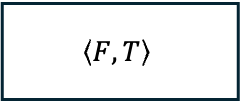 ⟨F, T⟩